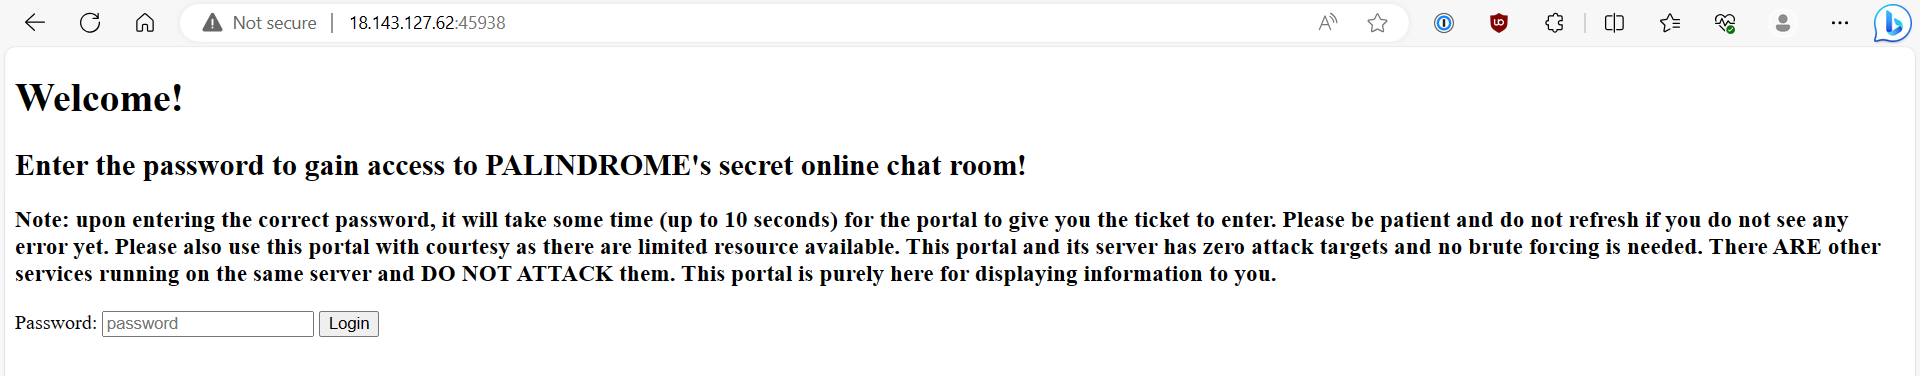 Not secure 18.143.127.62:45938
Welcome!
Enter the password to gain access to PALINDROME's secret online chat room!
Note: upon entering the correct password, it will take some time (up to 10 seconds) for the portal to give you the ticket to enter. Please be patient and do not refresh if you do not see any
error yet. Please also use this portal with courtesy as there are limited resource available. This portal and its server has zero attack targets and no brute forcing is needed. There ARE other
services running on the same server and DO NOT ATTACK them. This portal is purely here for displaying information to you.
Password: password Login